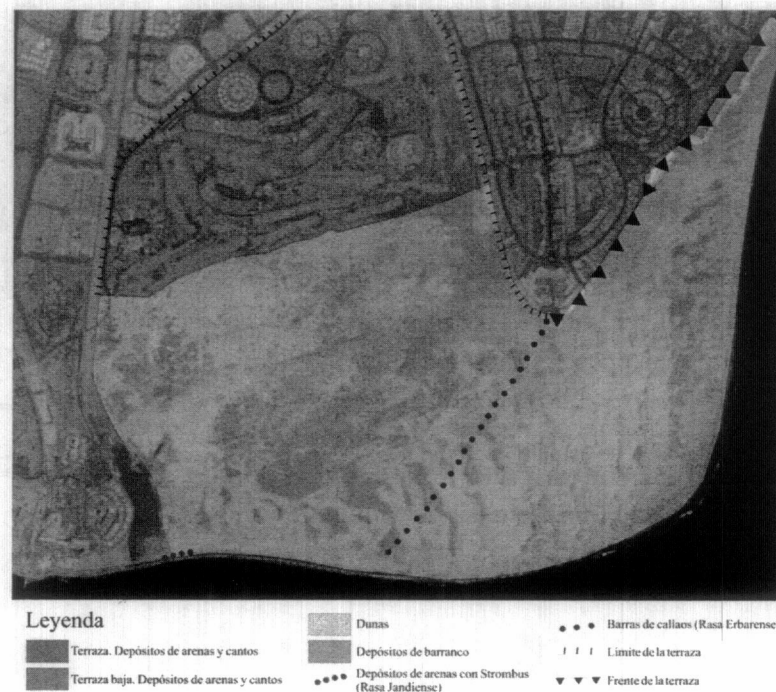 Leyenda
Terraza. Depósitos de arenas y cantos
Terraza baja. Depósitos de arenas y cantos
Dunas
Depósitos de barranco
Depósitos de arenas con Strombus
(Rasa Jandiense)
Barras de callaos (Rasa Erbarense
Limite de la terraza
Frente de la terraza